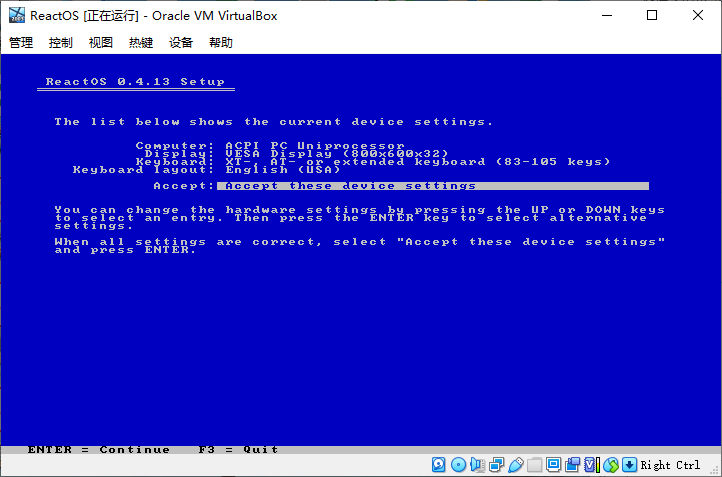 ReactOS [正在运行] - Oracle VM VirtualBox
管理 控制 视图 热键 设备 帮助
ReactOS 0.4.13 Setup
The list below shows the current device settings.
Computer: ACPI PC Uniprocessor
Display: VESA Display (800x600x32)
Keyboard: XT-, AT- or extended keyboard (83-105 keys)
Keyboard layout: English (USA)
Accept: Accept these device settings
You can change the hardware settings by pressing the UP or DOWN keys
to select an entry. Then press the ENTER key to select alternative
settings.
When all settings are correct, select "Accept these device settings"
and press ENTER.
ENTER = Continue F3 = Quit
Right Ctrl